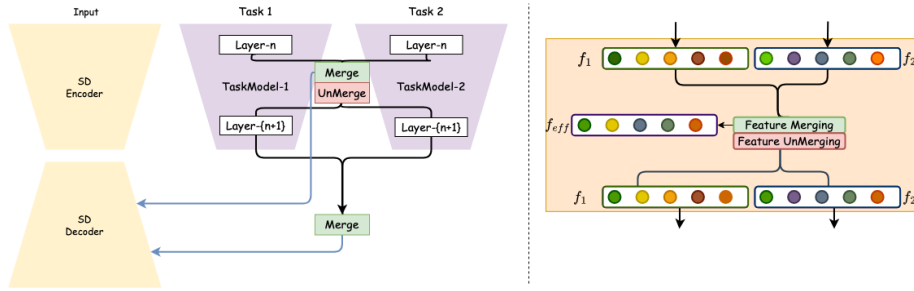 Input
Task 1
Task 2
Layer-n
Layer-n
SD
Encoder
Merge
UnMerge
TaskModel-1
TaskModel-2
Layer-{n+1}
Layer-{n+1}
SD
Decoder
Merge
f1
f2
feff
Feature Merging
Feature UnMerging
f1
f2